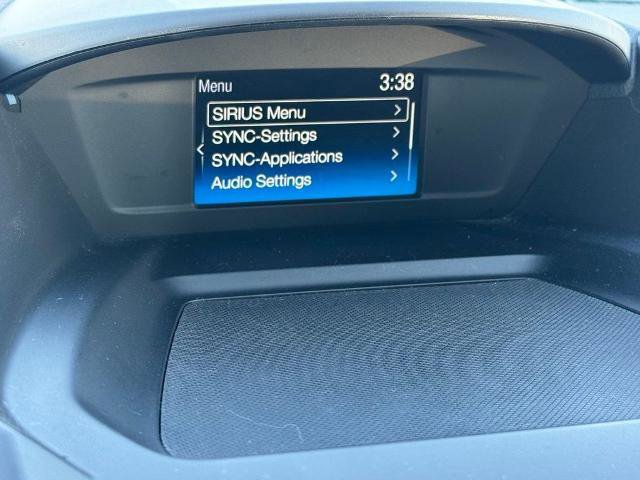 Menu 3:38
SIRIUS Menu
SYNC-Settings
SYNC-Applications
Audio Settings